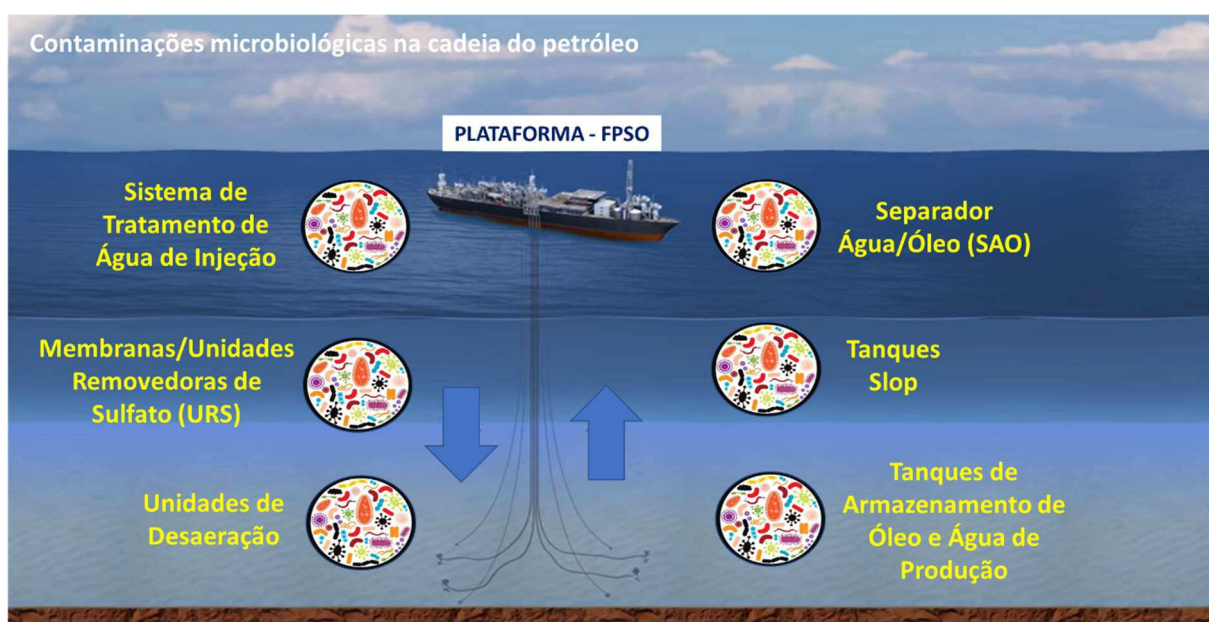 Contaminações microbiológicas na cadeia do petróleo
PLATAFORMA - FPSO
Sistema de
Tratamento de
Água de Injeção
Membranas/Unidades
Removedoras de
Sulfato (URS)
Unidades de
Desaeração
Separador
Água/Óleo (SAO)
Tanques
Slop
Tanques de
Armazenamento de
Óleo e Água de
Produção